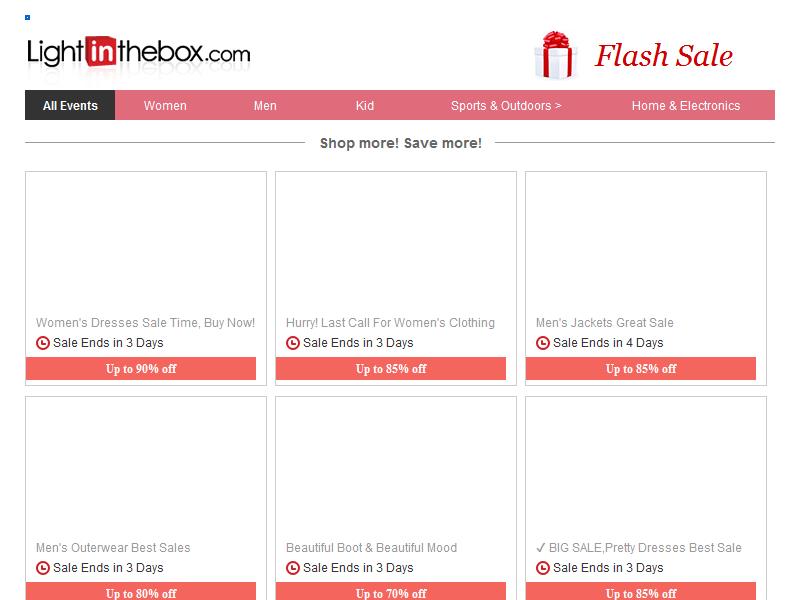 Lightinthebox.com
Flash Sale
All Events Women Men Kid Sports & Outdoors > Home & Electronics
Shop more! Save more!
Women's Dresses Sale Time, Buy Now!
Sale Ends in 3 Days
Up to 90% off
Hurry! Last Call For Women's Clothing
Sale Ends in 3 Days
Up to 85% off
Men's Jackets Great Sale
Sale Ends in 4 Days
Up to 85% off
Men's Outerwear Best Sales
Sale Ends in 3 Days
Up to 80% off
Beautiful Boot & Beautiful Mood
Sale Ends in 3 Days
Up to 70% off
✓ BIG SALE,Pretty Dresses Best Sale
Sale Ends in 3 Days
Up to 85% off